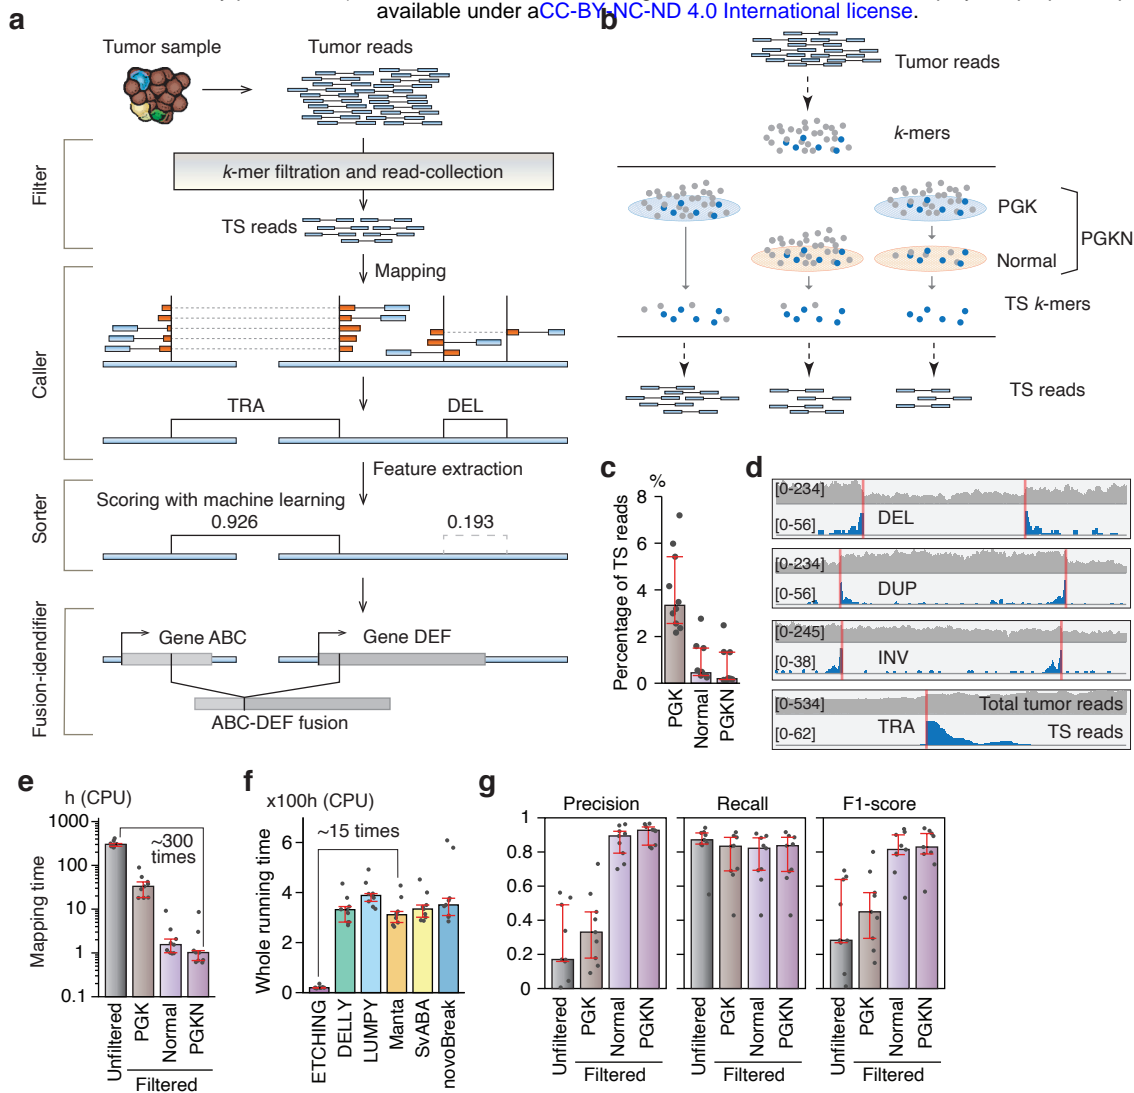 available under aCC-BY-NC-ND 4.0 International license.
a
Tumor sample
Tumor reads
Filter
k-mer filtration and read-collection
TS reads
Mapping
Caller
TRA
DEL
Feature extraction
Sorter
Scoring with machine learning
0.926
0.193
Fusion-idendifier
Gene ABC
Gene DEF
ABC-DEF fusion
b
Tumor reads
k-mers
PGK
PGKN
Normal
TS k-mers
TS reads
c
%
Percentage of TS reads
8
6
4
2
0
PGK
Normal
PGKN
d
[0-234]
[0-56]
DEL
[0-234]
[0-56]
DUP
[0-245]
[0-38]
INV
[0-534]
Total tumor reads
[0-62]
TRA
TS reads
e
h (CPU)
Mapping time
1000
100
10
1
0.1
~300
times
Unfiltered
PGK
Normal
PGKN
Filtered
f
x100h (CPU)
Whole running time
6
4
2
0
~15 times
ETCHING
DELLY
LUMPY
Manta
SvABA
novoBreak
g
Precision
Recall
F1-score
1
0.8
0.6
0.4
0.2
0
Unfiltered
PGK
Normal
PGKN
Filtered
Unfiltered
PGK
Normal
PGKN
Filtered
Unfiltered
PGK
Normal
PGKN
Filtered